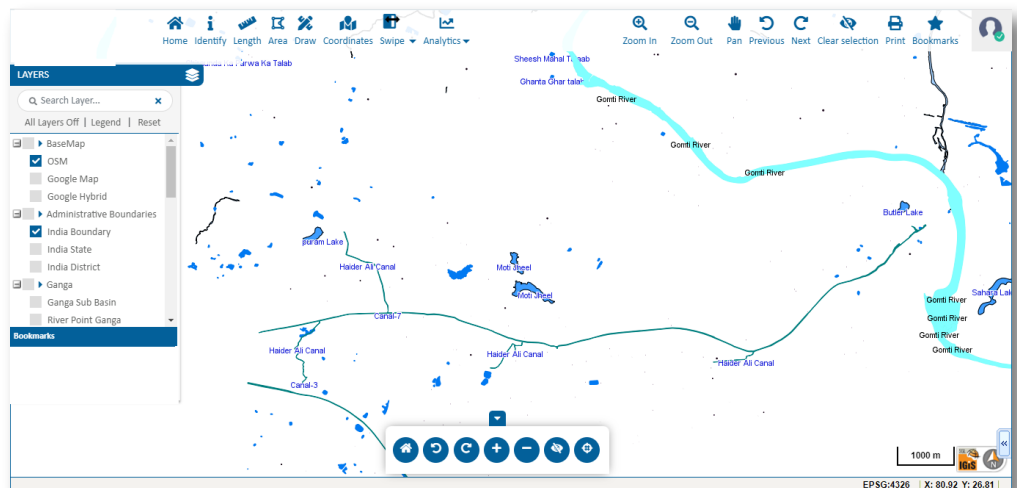 Home Identify Length Area Draw Coordinates Swipe Analytics
Zoom In Zoom Out Pan Previous Next Clear selection Print Bookmarks
LAYERS
Search Layer...
All Layers Off | Legend | Reset
BaseMap
OSM
Google Map
Google Hybrid
Administrative Boundaries
India Boundary
India State
India District
Ganga
Ganga Sub Basin
River Point Ganga
Bookmarks
Ka Talab
Sheesh Mahal
Ghanta Ghar talab
Gomti River
Gomti River
Gomti River
Butler Lake
puram Lake
Haider Ali Canal
Moti Jheel
Moti Jheel
Sahara Lak
Gomti River
Canal-7
Gomti River
Gomti River
Haider Ali Canal
Haider Ali Canal
Gomti River
Haider Ali Canal
Canal-3
1000 m
IGiS
N
EPSG:4326 | X: 80.92 Y: 26.81